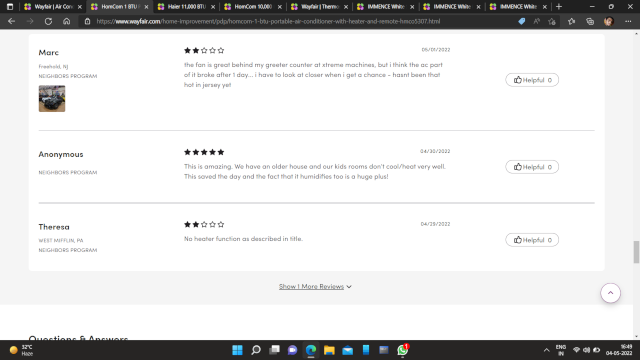 Wayfair | Air Con
HomCom 1 BTU
Haier 11,000 BTU
HomCom 10,000
Wayfair | Therm
IMMENCE White
IMMENCE White
IMMENCE White
https://www.wayfair.com/home-improvement/pdp/homcom-1-btu-portable-air-conditioner-with-heater-and-remote-hmco5307.html
Marc
05/01/2022
Freehold, NJ
NEIGHBORS PROGRAM
the fan is great behind my greeter counter at xtreme machines, but i think the ac part
of it broke after 1 day... i have to look at closer when i get a chance - hasnt been that
hot in jersey yet
Helpful 0
Anonymous
04/30/2022
NEIGHBORS PROGRAM
This is amazing. We have an older house and our kids rooms don't cool/heat very well.
This saved the day and the fact that it humidifies too is a huge plus!
Helpful 0
Theresa
04/29/2022
WEST MIFFLIN, PA
NEIGHBORS PROGRAM
No heater function as described in title.
Helpful 0
Show 1 More Reviews
Questions & Answers
32°C
Haze
ENG
IN
16:49
04-05-2022